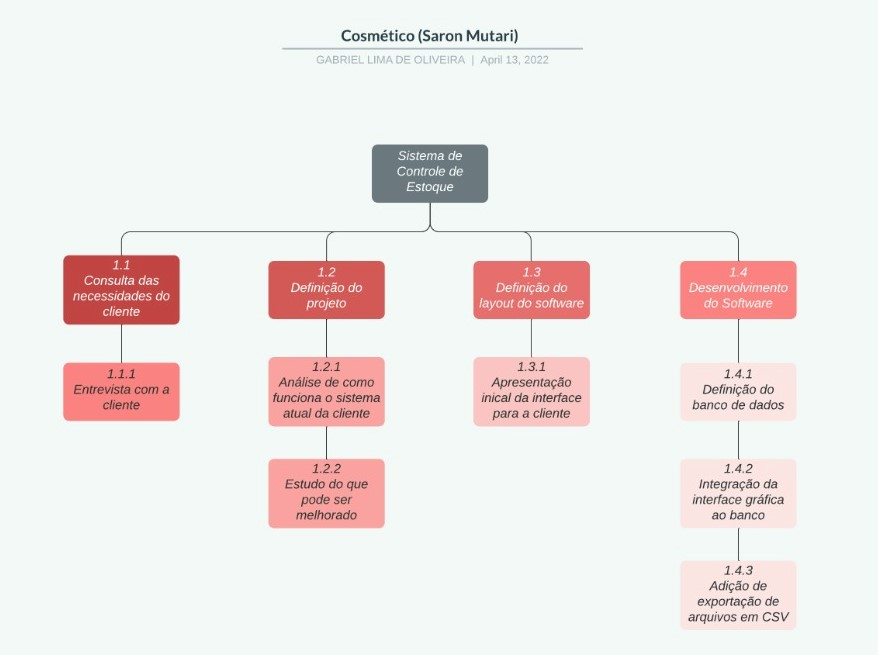 Cosmético (Saron Mutari)
GABRIEL LIMA DE OLIVEIRA | April 13, 2022
Sistema de
Controle de
Estoque
1.1
Consulta das
necessidades do
cliente
1.2
Definição do
projeto
1.3
Definição do
layout do software
1.4
Desenvolvimento
do Software
1.1.1
Entrevista com a
cliente
1.2.1
Análise de como
funciona o sistema
atual da cliente
1.3.1
Apresentação
inical da interface
para a cliente
1.4.1
Definição do
banco de dados
1.2.2
Estudo do que
pode ser
melhorado
1.4.2
Integração da
interface gráfica
ao banco
1.4.3
Adição de
exportação de
arquivos em CSV